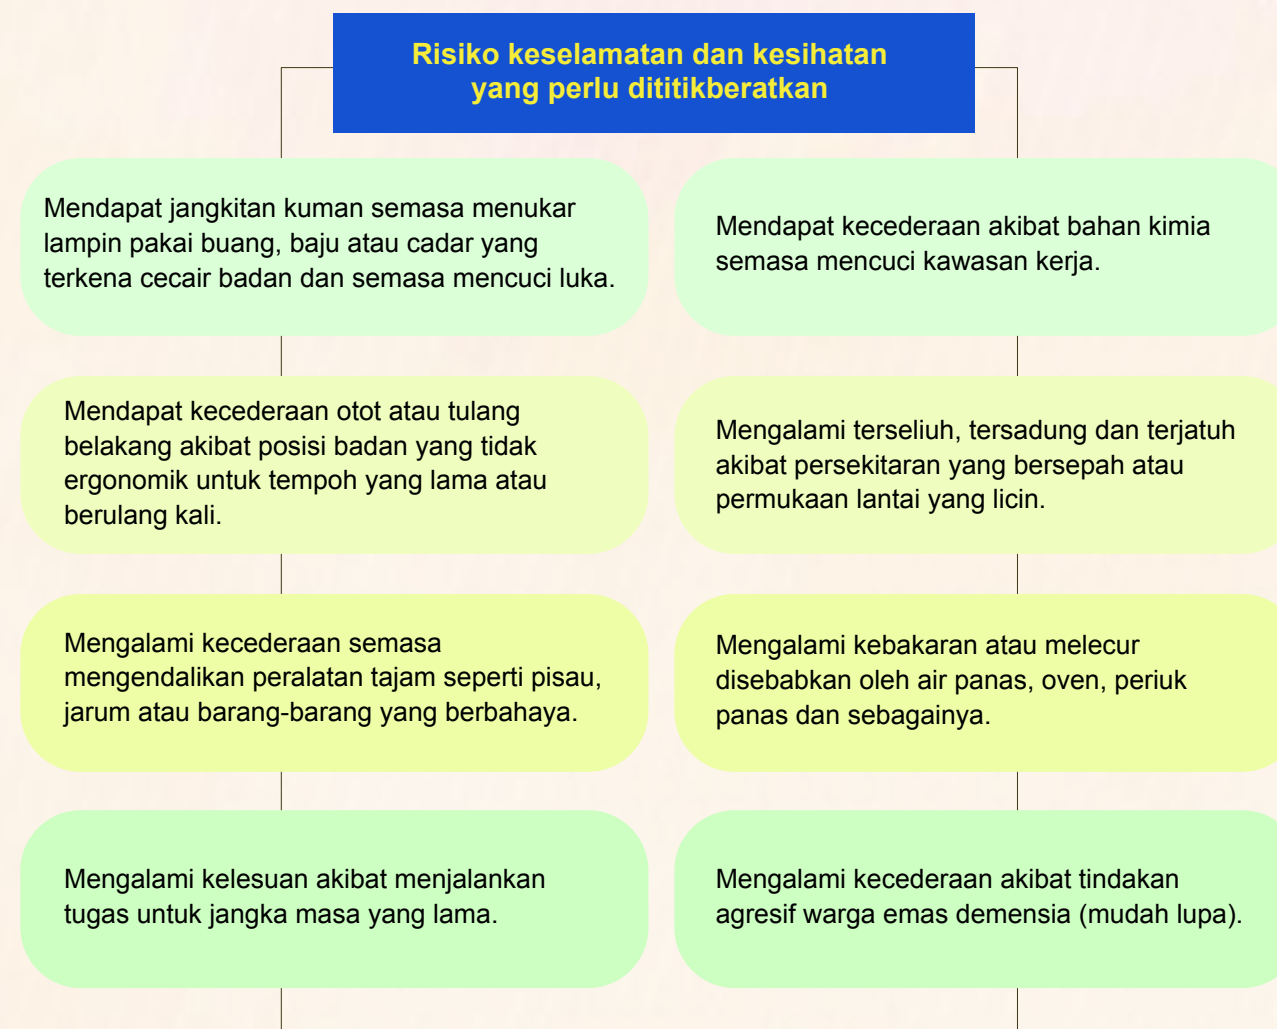 Risiko keselamatan dan kesihatan
yang perlu dititikberatkan
Mendapat jangkitan kuman semasa menukar
lampin pakai buang, baju atau cadar yang
terkena cecair badan dan semasa mencuci luka.
Mendapat kecederaan akibat bahan kimia
semasa mencuci kawasan kerja.
Mendapat kecederaan otot atau tulang
belakang akibat posisi badan yang tidak
ergonomik untuk tempoh yang lama atau
berulang kali.
Mengalami terseliuh, tersadung dan terjatuh
akibat persekitaran yang bersepah atau
permukaan lantai yang licin.
Mengalami kecederaan semasa
mengendalikan peralatan tajam seperti pisau,
jarum atau barang-barang yang berbahaya.
Mengalami kebakaran atau melecur
disebabkan oleh air panas, oven, periuk
panas dan sebagainya.
Mengalami kelesuan akibat menjalankan
tugas untuk jangka masa yang lama.
Mengalami kecederaan akibat tindakan
agresif warga emas demensia (mudah lupa).